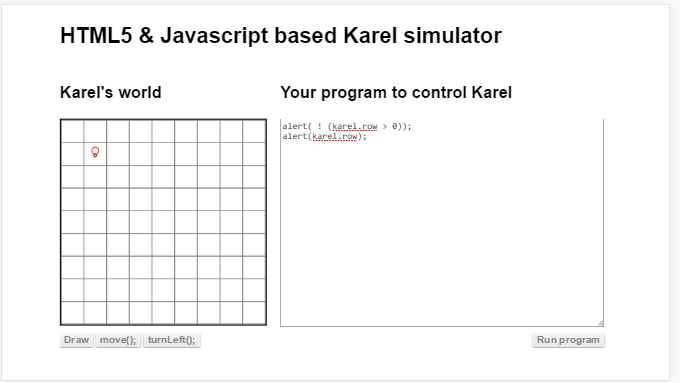 HTML5 & Javascript based Karel simulator
Karel's world
Your program to control Karel
alert( ! (karel.row > 0));
alert(karel.row);
Draw move(); turnLeft();
Run program